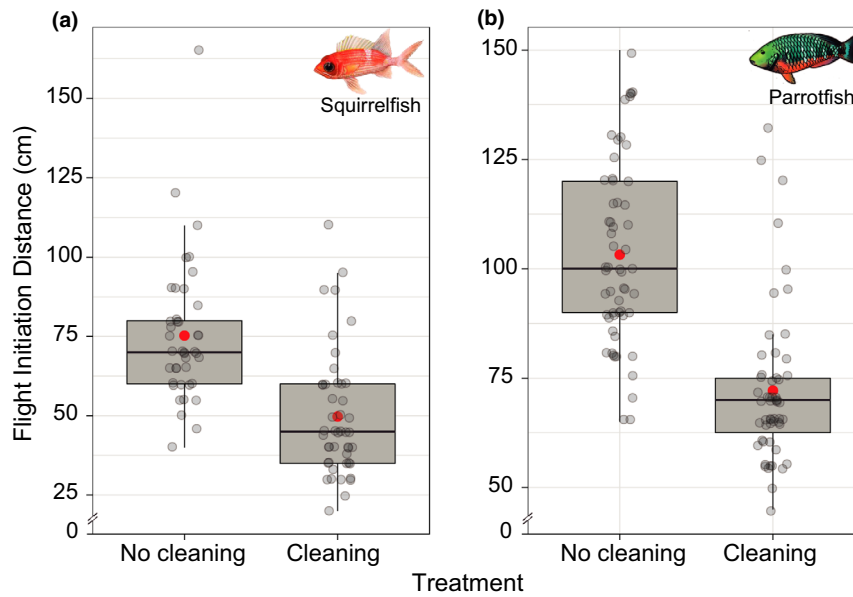 (a)
Squirrelfish
Flight Initiation Distance (cm)
150
125
100
75
50
25
0
No cleaning
Cleaning
(b)
Parrotfish
150
125
100
75
50
0
No cleaning
Cleaning
Treatment